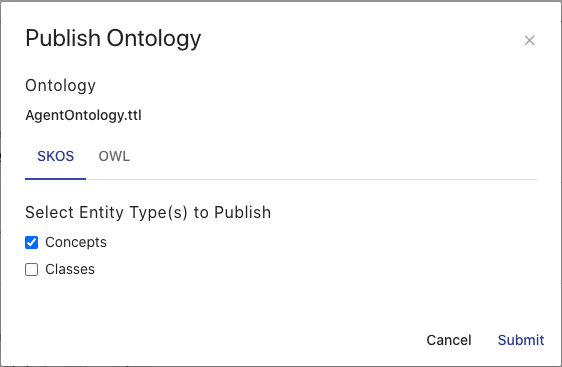 Publish Ontology
Ontology
AgentOntology.ttl
SKOS OWL
Select Entity Type(s) to Publish
Concepts
Classes
Cancel Submit